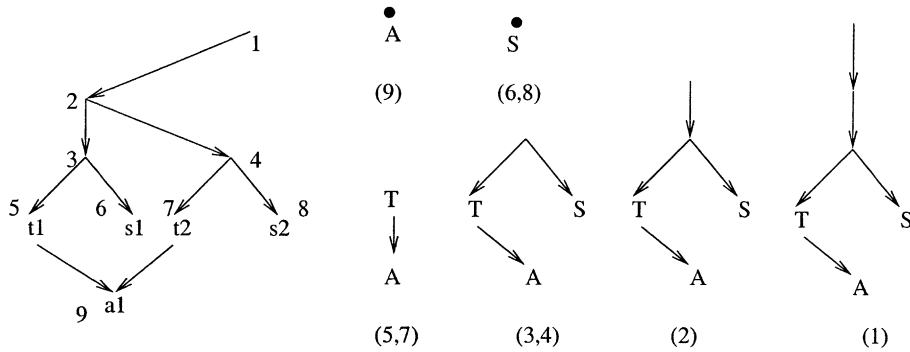 1
2
3
4
5
6
7
8
t1
s1
t2
s2
9
a1
A
(9)
S
(6,8)
T
A
(5,7)
T
S
A
(3,4)
T
S
A
(2)
T
S
A
(1)